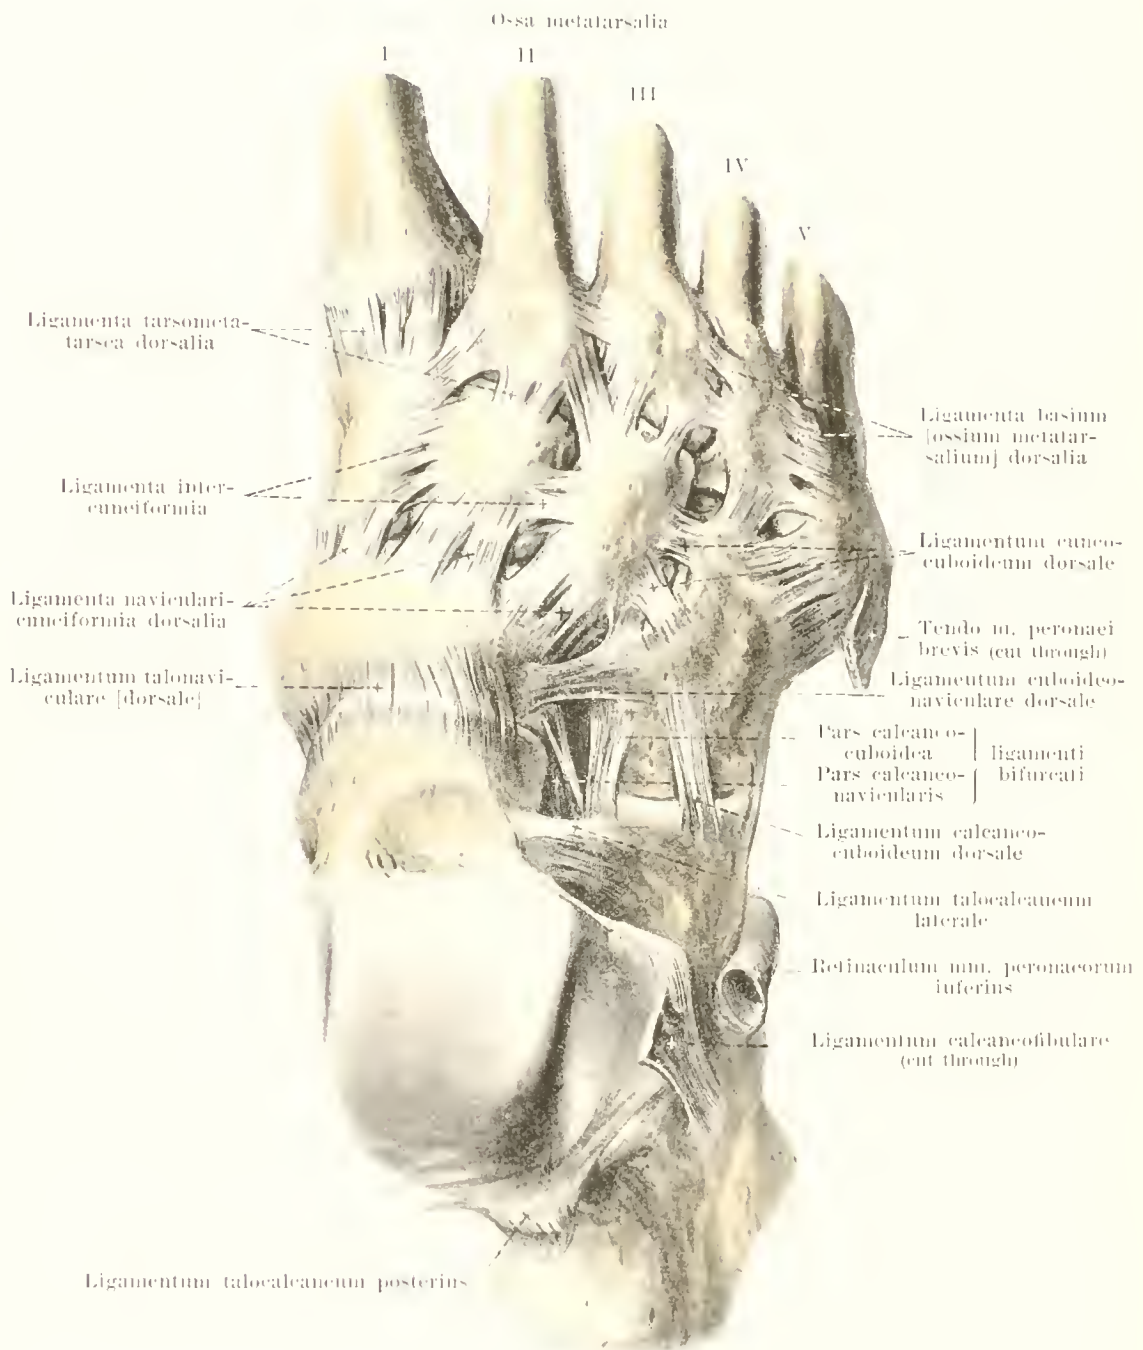 Ossa metatarsalia
I
II
III
IV
V
Ligamenta tarsometa-
tarsea dorsalia
Ligamenta inter-
cuneiformia
Ligamenta naviculari-
cuneiformia dorsalia
Ligamentum talonavi-
culare [dorsale]
Ligamentum talocalcaneum posterius
Ligamenta basium
[ossium metatar-
salium] dorsalia
Ligamentum cuneo-
cuboideum dorsale
Tendo m. peronaei
brevis (cut through)
Ligamentum cuboideo-
naviculare dorsale
Pars calcaneo-
cuboidea
Pars calcaneo-
navicularis
ligamenti
bifurcati
Ligamentum calcaneo-
cuboideum dorsale
Ligamentum talocalcaneum
laterale
Retinaculum mm. peronaeorum
inferius
Ligamentum calcaneofibulare
(cut through)